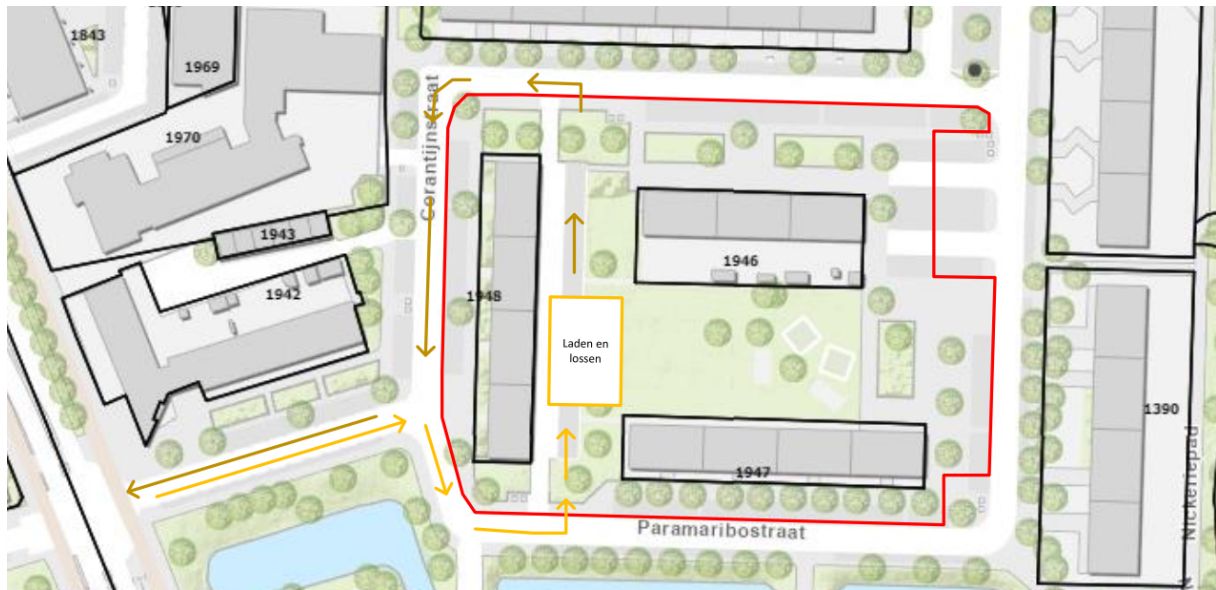 1843
1969
1970
Corantijnstraat
1943
1942
1948
1946
Laden en
lossen
1947
Paramaribostraat
1390
Nickeriepad
N